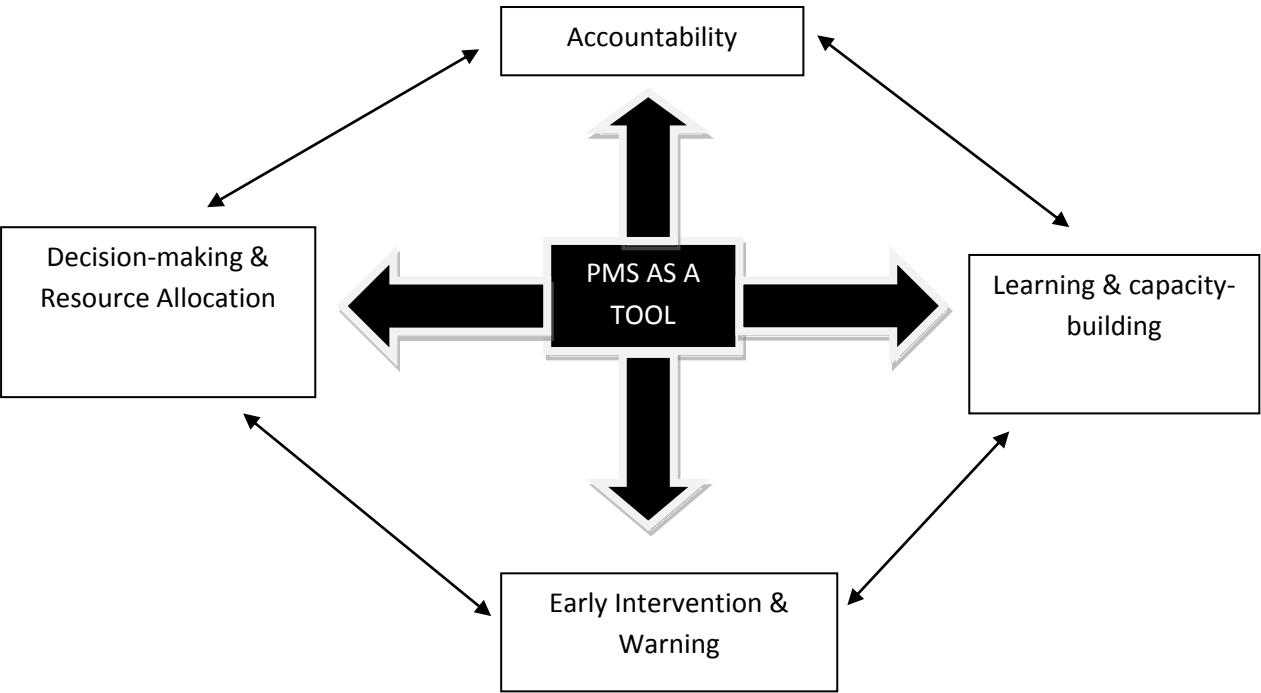 Accountability
Decision-making &
Resource Allocation
PMS AS A
TOOL
Learning & capacity-
building
Early Intervention &
Warning